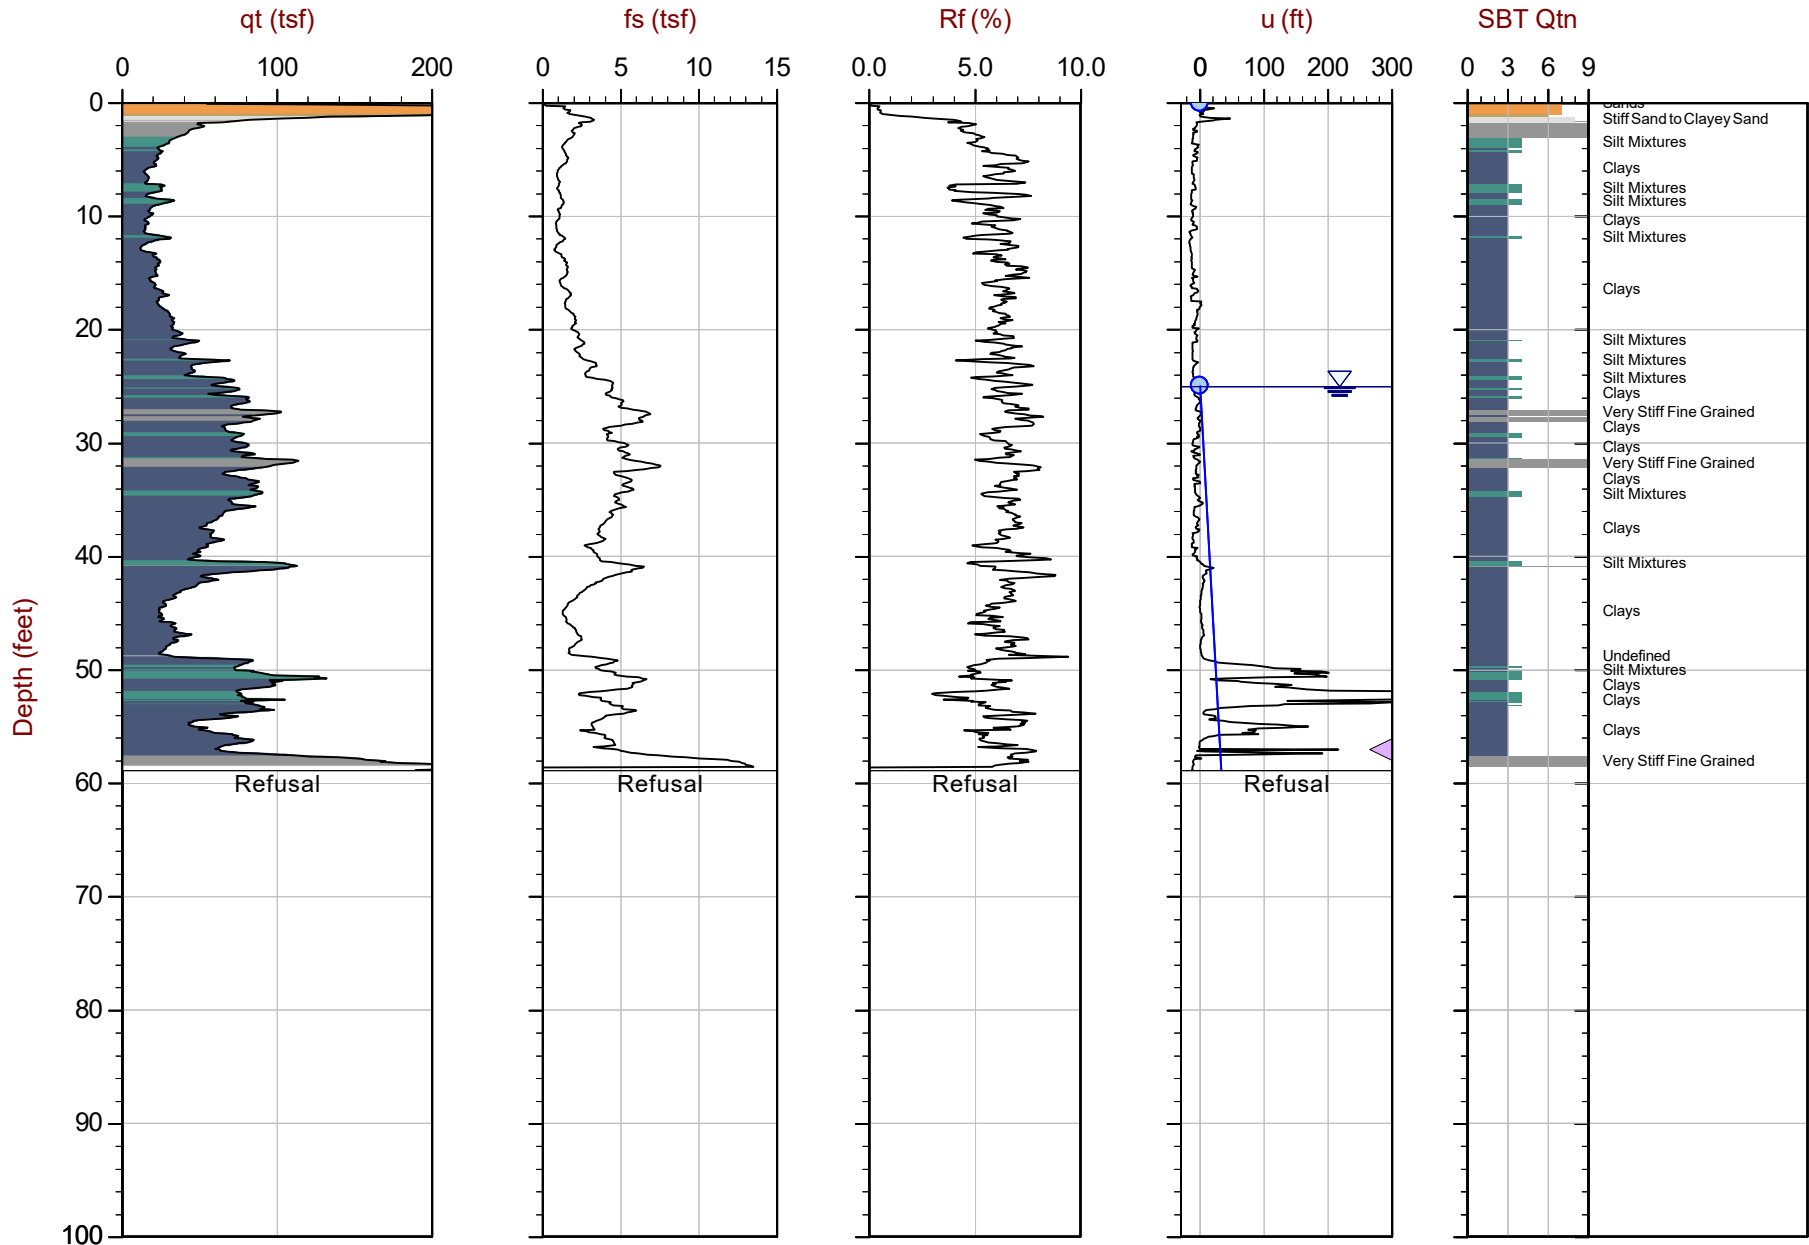 qt (tsf) fs (tsf) Rf (%) u (ft) SBT Qtn
0 100 200 0 5 10 15 0.0 5.0 10.0 0 100 200 300 0 3 6 9
0
10
20
30
40
50
60
70
80
90
100
Depth (feet)
Sands
Stiff Sand to Clayey Sand
Silt Mixtures
Clays
Silt Mixtures
Silt Mixtures
Clays
Silt Mixtures
Clays
Silt Mixtures
Silt Mixtures
Silt Mixtures
Clays
Very Stiff Fine Grained
Clays
Clays
Very Stiff Fine Grained
Clays
Silt Mixtures
Clays
Silt Mixtures
Clays
Undefined
Silt Mixtures
Clays
Clays
Clays
Very Stiff Fine Grained
Refusal Refusal Refusal Refusal